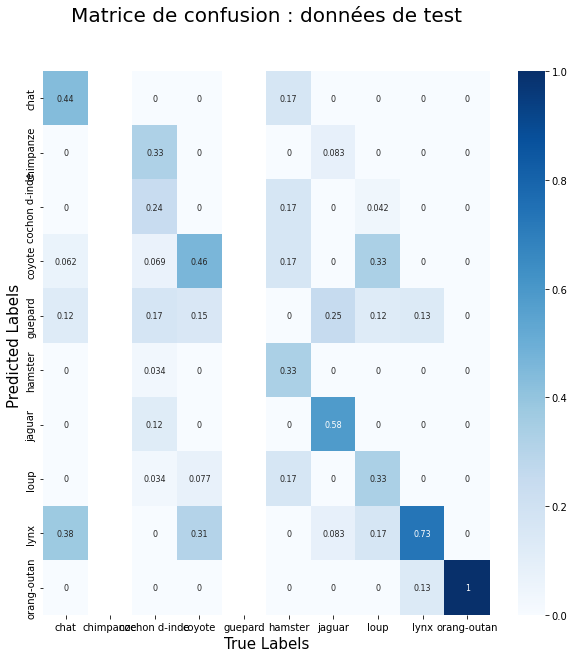 Matrice de confusion : données de test
chat 0.44 0 0 0.17 0 0 0 0
chimpanze 0 0.33 0 0 0.083 0 0 0
cochon d-inde 0 0.24 0 0.17 0 0.042 0 0
coyote 0.062 0.069 0.46 0.17 0 0.33 0 0
guepard 0.12 0.17 0.15 0 0.25 0.12 0.13 0
hamster 0 0.034 0 0.33 0 0 0 0
jaguar 0 0.12 0 0 0.58 0 0 0
loup 0 0.034 0.077 0.17 0 0.33 0 0
lynx 0.38 0 0.31 0 0.083 0.17 0.73 0
orang-outan 0 0 0 0 0 0 0.13 1
chat chimpanze cochon d-inde coyote guepard hamster jaguar loup lynx orang-outan
True Labels
Predicted Labels
1.0
0.8
0.6
0.4
0.2
0.0